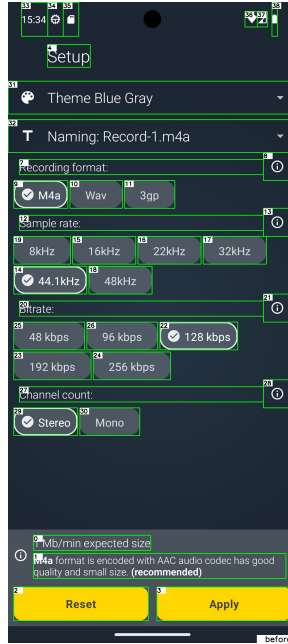 15:34
Setup
Theme Blue Gray
Naming: Record-1.m4a
Recording format:
M4a Wav 3gp
Sample rate:
8kHz 16kHz 22kHz 32kHz
44.1kHz 48kHz
Bitrate:
48 kbps 96 kbps 128 kbps
192 kbps 256 kbps
Channel count:
Stereo Mono
1 Mb/min expected size
M4a format is encoded with AAC audio codec has good
quality and small size. (recommended)
Reset Apply
before